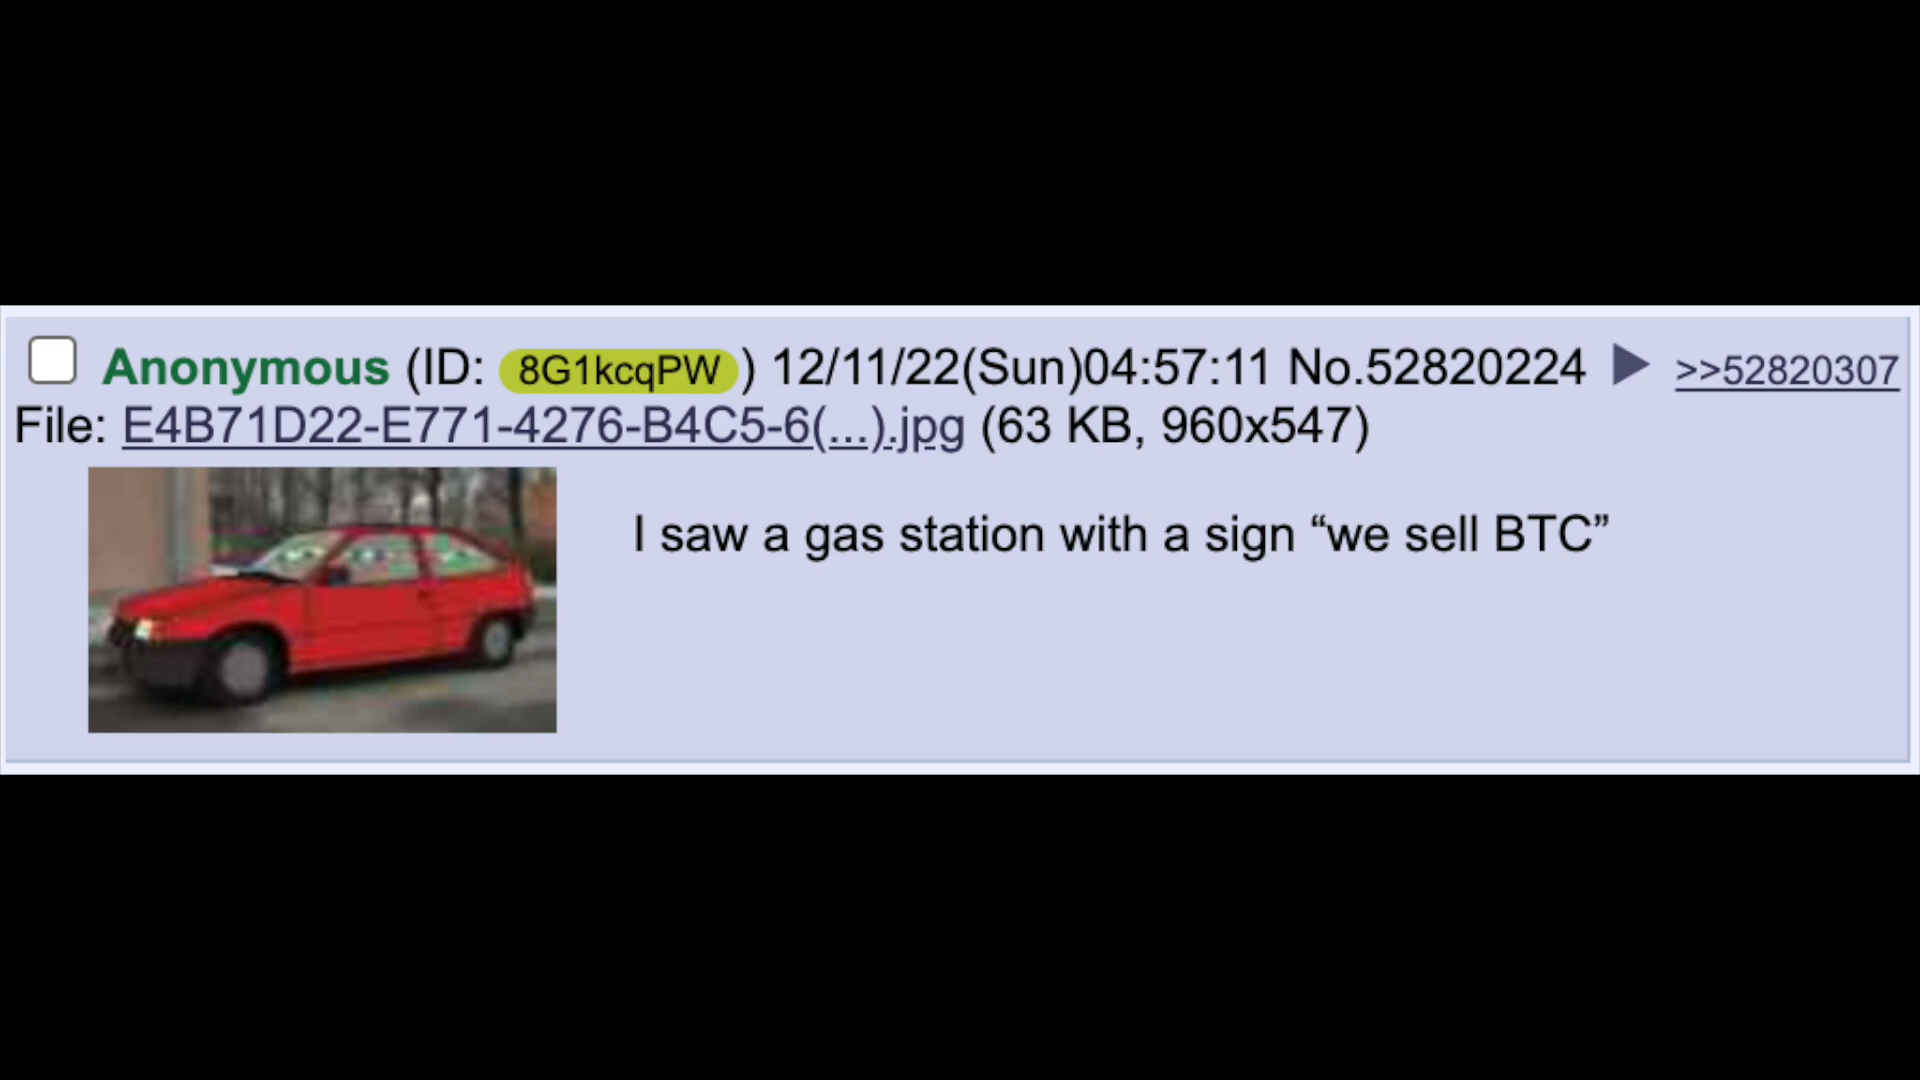 Anonymous (ID: 8G1kcqPW) 12/11/22(Sun)04:57:11 No.52820224 ▶ >>52820307
File: E4B71D22-E771-4276-B4C5-6(...).jpg (63 KB, 960x547)
I saw a gas station with a sign “we sell BTC”